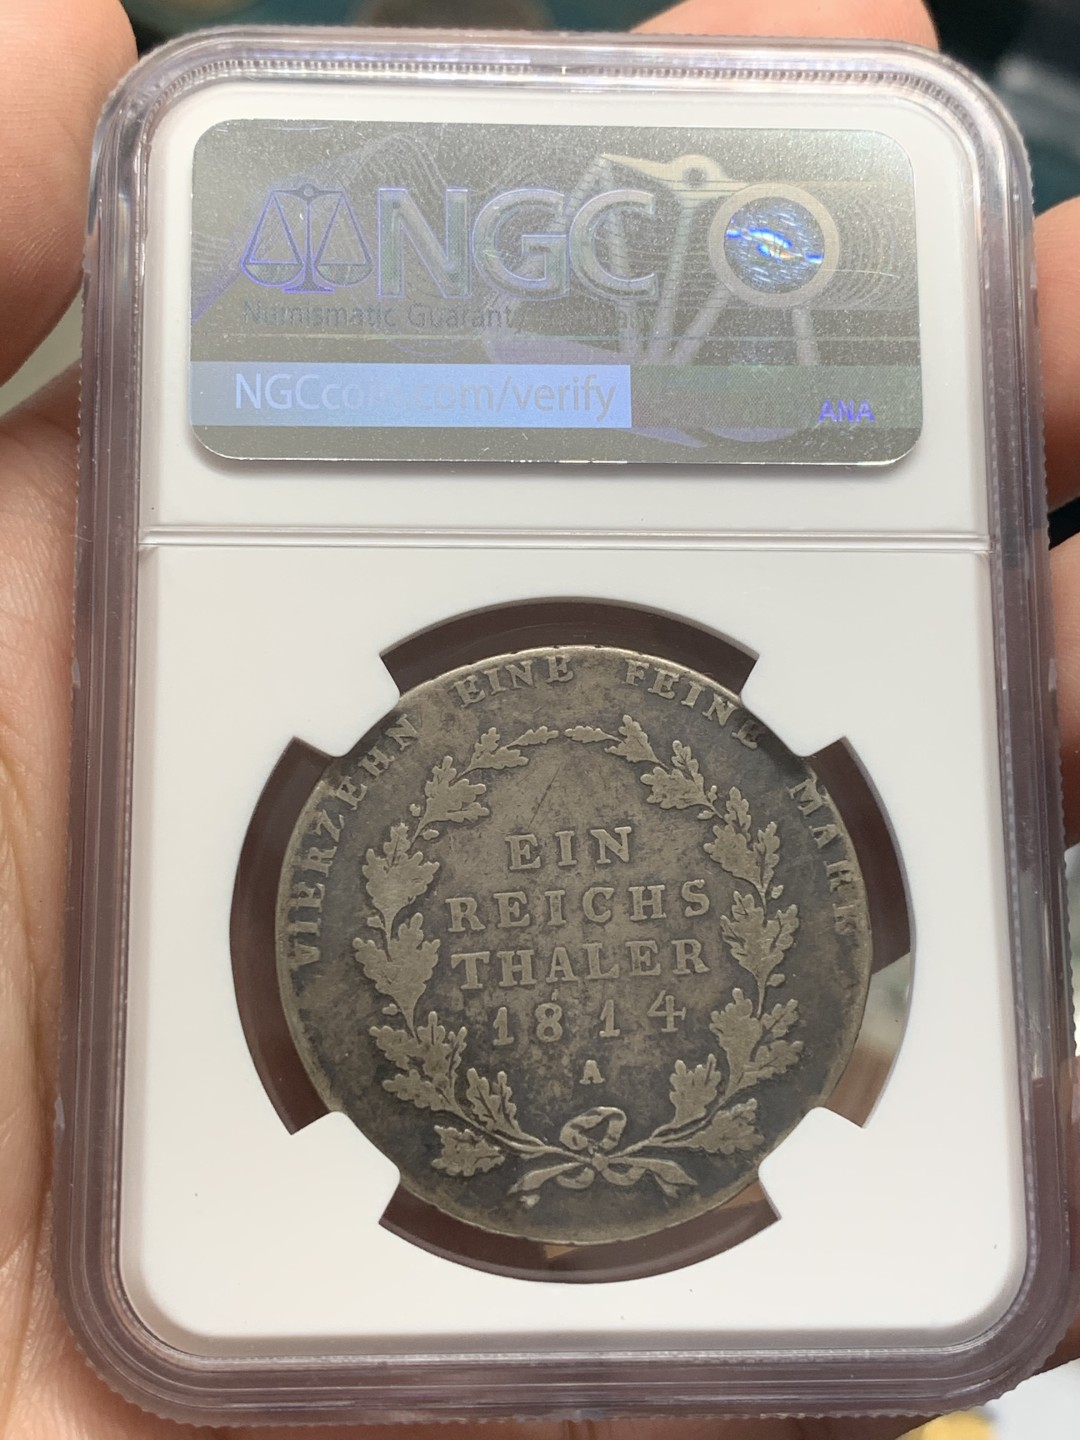 NGC
Numismatic Guaranty
NGCcoin.com/verify
ANA
VIERZEHN EINE FEINE MARK
EIN
REICHS
THALER
1814
A